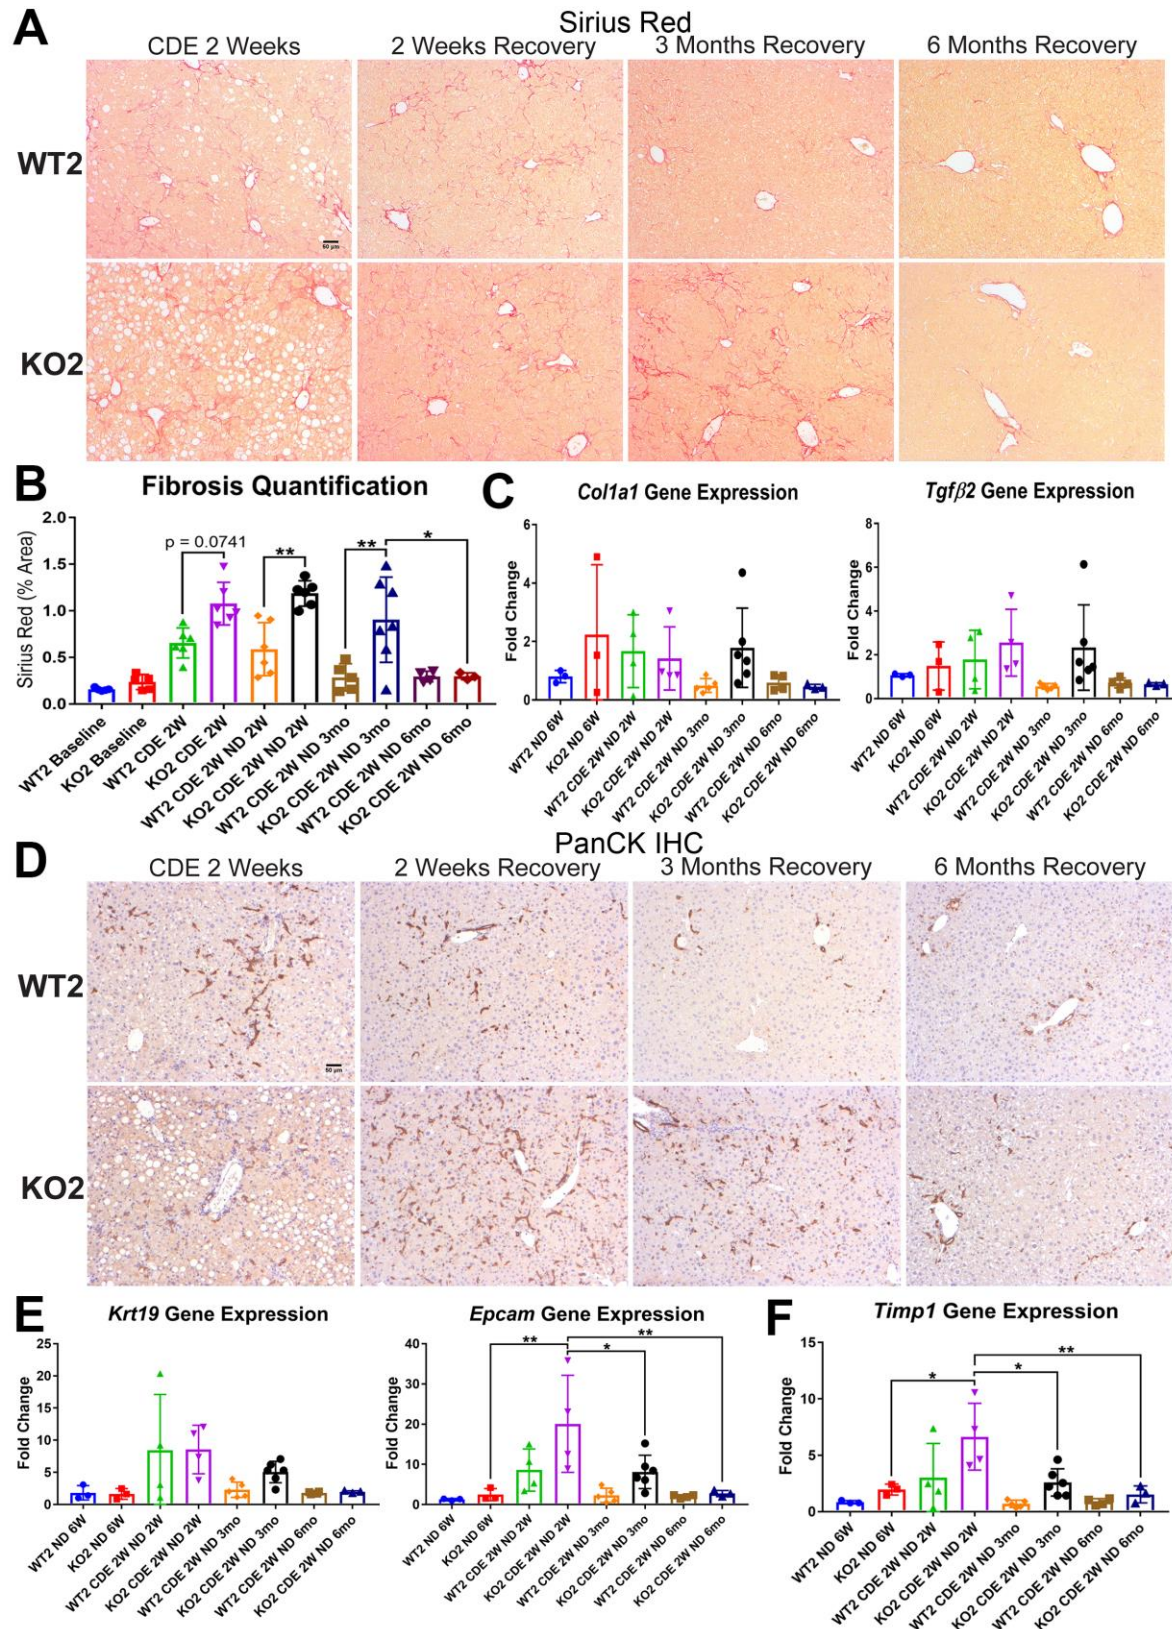 A
Sirius Red
CDE 2 Weeks
2 Weeks Recovery
3 Months Recovery
6 Months Recovery
WT2
50 µm
KO2
B
Fibrosis Quantification
Sirius Red (% Area)
2.0
1.5
1.0
0.5
0.0
p = 0.0741
**
**
*
WT2 Baseline
KO2 Baseline
WT2 CDE 2W
KO2 CDE 2W
WT2 CDE 2W ND 2W
KO2 CDE 2W ND 2W
WT2 CDE 2W ND 3mo
KO2 CDE 2W ND 3mo
WT2 CDE 2W ND 6mo
KO2 CDE 2W ND 6mo
C
Col1a1 Gene Expression
Fold Change
6
4
2
0
WT2 ND 6W
KO2 ND 6W
WT2 CDE 2W ND 2W
KO2 CDE 2W ND 2W
WT2 CDE 2W ND 3mo
KO2 CDE 2W ND 3mo
WT2 CDE 2W ND 6mo
KO2 CDE 2W ND 6mo
Tgfβ2 Gene Expression
Fold Change
8
6
4
2
0
WT2 ND 6W
KO2 ND 6W
WT2 CDE 2W ND 2W
KO2 CDE 2W ND 2W
WT2 CDE 2W ND 3mo
KO2 CDE 2W ND 3mo
WT2 CDE 2W ND 6mo
KO2 CDE 2W ND 6mo
D
PanCK IHC
CDE 2 Weeks
2 Weeks Recovery
3 Months Recovery
6 Months Recovery
WT2
50 µm
KO2
E
Krt19 Gene Expression
Fold Change
25
20
15
10
5
0
WT2 ND 6W
KO2 ND 6W
WT2 CDE 2W ND 2W
KO2 CDE 2W ND 2W
WT2 CDE 2W ND 3mo
KO2 CDE 2W ND 3mo
WT2 CDE 2W ND 6mo
KO2 CDE 2W ND 6mo
Epcam Gene Expression
Fold Change
40
30
20
10
0
**
**
*
WT2 ND 6W
KO2 ND 6W
WT2 CDE 2W ND 2W
KO2 CDE 2W ND 2W
WT2 CDE 2W ND 3mo
KO2 CDE 2W ND 3mo
WT2 CDE 2W ND 6mo
KO2 CDE 2W ND 6mo
F
Timp1 Gene Expression
Fold Change
15
10
5
0
*
**
*
WT2 ND 6W
KO2 ND 6W
WT2 CDE 2W ND 2W
KO2 CDE 2W ND 2W
WT2 CDE 2W ND 3mo
KO2 CDE 2W ND 3mo
WT2 CDE 2W ND 6mo
KO2 CDE 2W ND 6mo